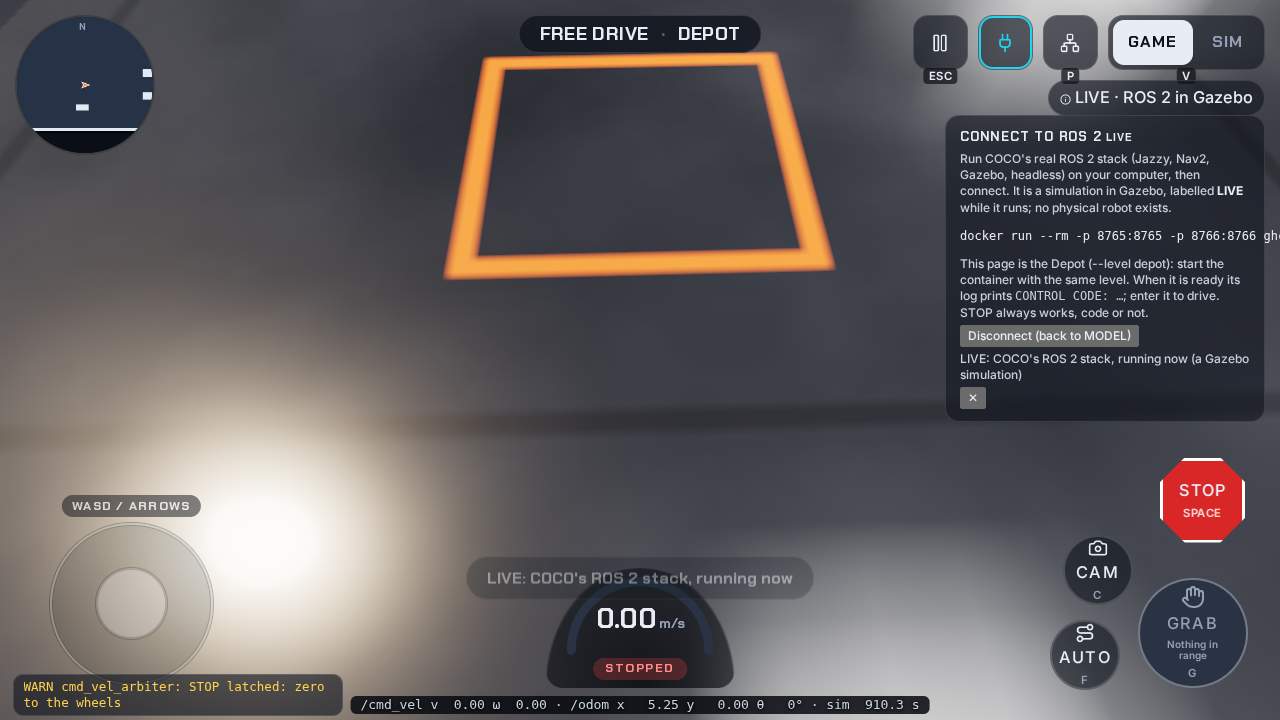 N
FREE DRIVE · DEPOT
ESC
P
GAME SIM
V
LIVE · ROS 2 in Gazebo
CONNECT TO ROS 2 LIVE
Run COCO's real ROS 2 stack (Jazzy, Nav2,
Gazebo, headless) on your computer, then
connect. It is a simulation in Gazebo, labelled LIVE
while it runs; no physical robot exists.
docker run --rm -p 8765:8765 -p 8766:8766
This page is the Depot (--level depot): start the
container with the same level. When it is ready its
log prints CONTROL CODE: …; enter it to drive.
STOP always works, code or not.
Disconnect (back to MODEL)
LIVE: COCO's ROS 2 stack, running now (a Gazebo
simulation)
✕
STOP
SPACE
WASD / ARROWS
CAM
C
GRAB
Nothing in
range
G
AUTO
F
LIVE: COCO's ROS 2 stack, running now
0.00 m/s
STOPPED
WARN cmd_vel_arbiter: STOP latched: zero
to the wheels
/cmd_vel v 0.00 ω 0.00 · /odom x 5.25 y 0.00 θ 0° · sim 910.3 s